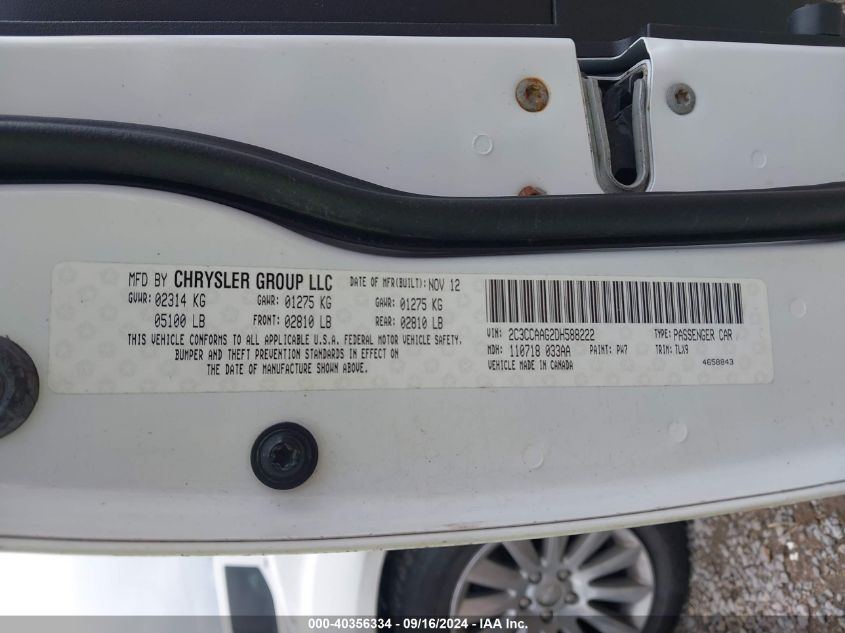 MFD BY CHRYSLER GROUP LLC DATE OF MFR(BUILT): NOV 12
GVWR: 02314 KG GAWR: 01275 KG GAWR: 01275 KG
05100 LB FRONT: 02810 LB REAR: 02810 LB
THIS VEHICLE CONFORMS TO ALL APPLICABLE U.S.A. FEDERAL MOTOR VEHICLE SAFETY,
BUMPER AND THEFT PREVENTION STANDARDS IN EFFECT ON
THE DATE OF MANUFACTURE SHOWN ABOVE.
VIN: 2C3CCAAG2DH588222 TYPE: PASSENGER CAR
MDH: 110718 033AA PAINT: PW7 TRIM: TLX9
VEHICLE MADE IN CANADA 4658843
000-40356334 - 09/16/2024 - IAA Inc.